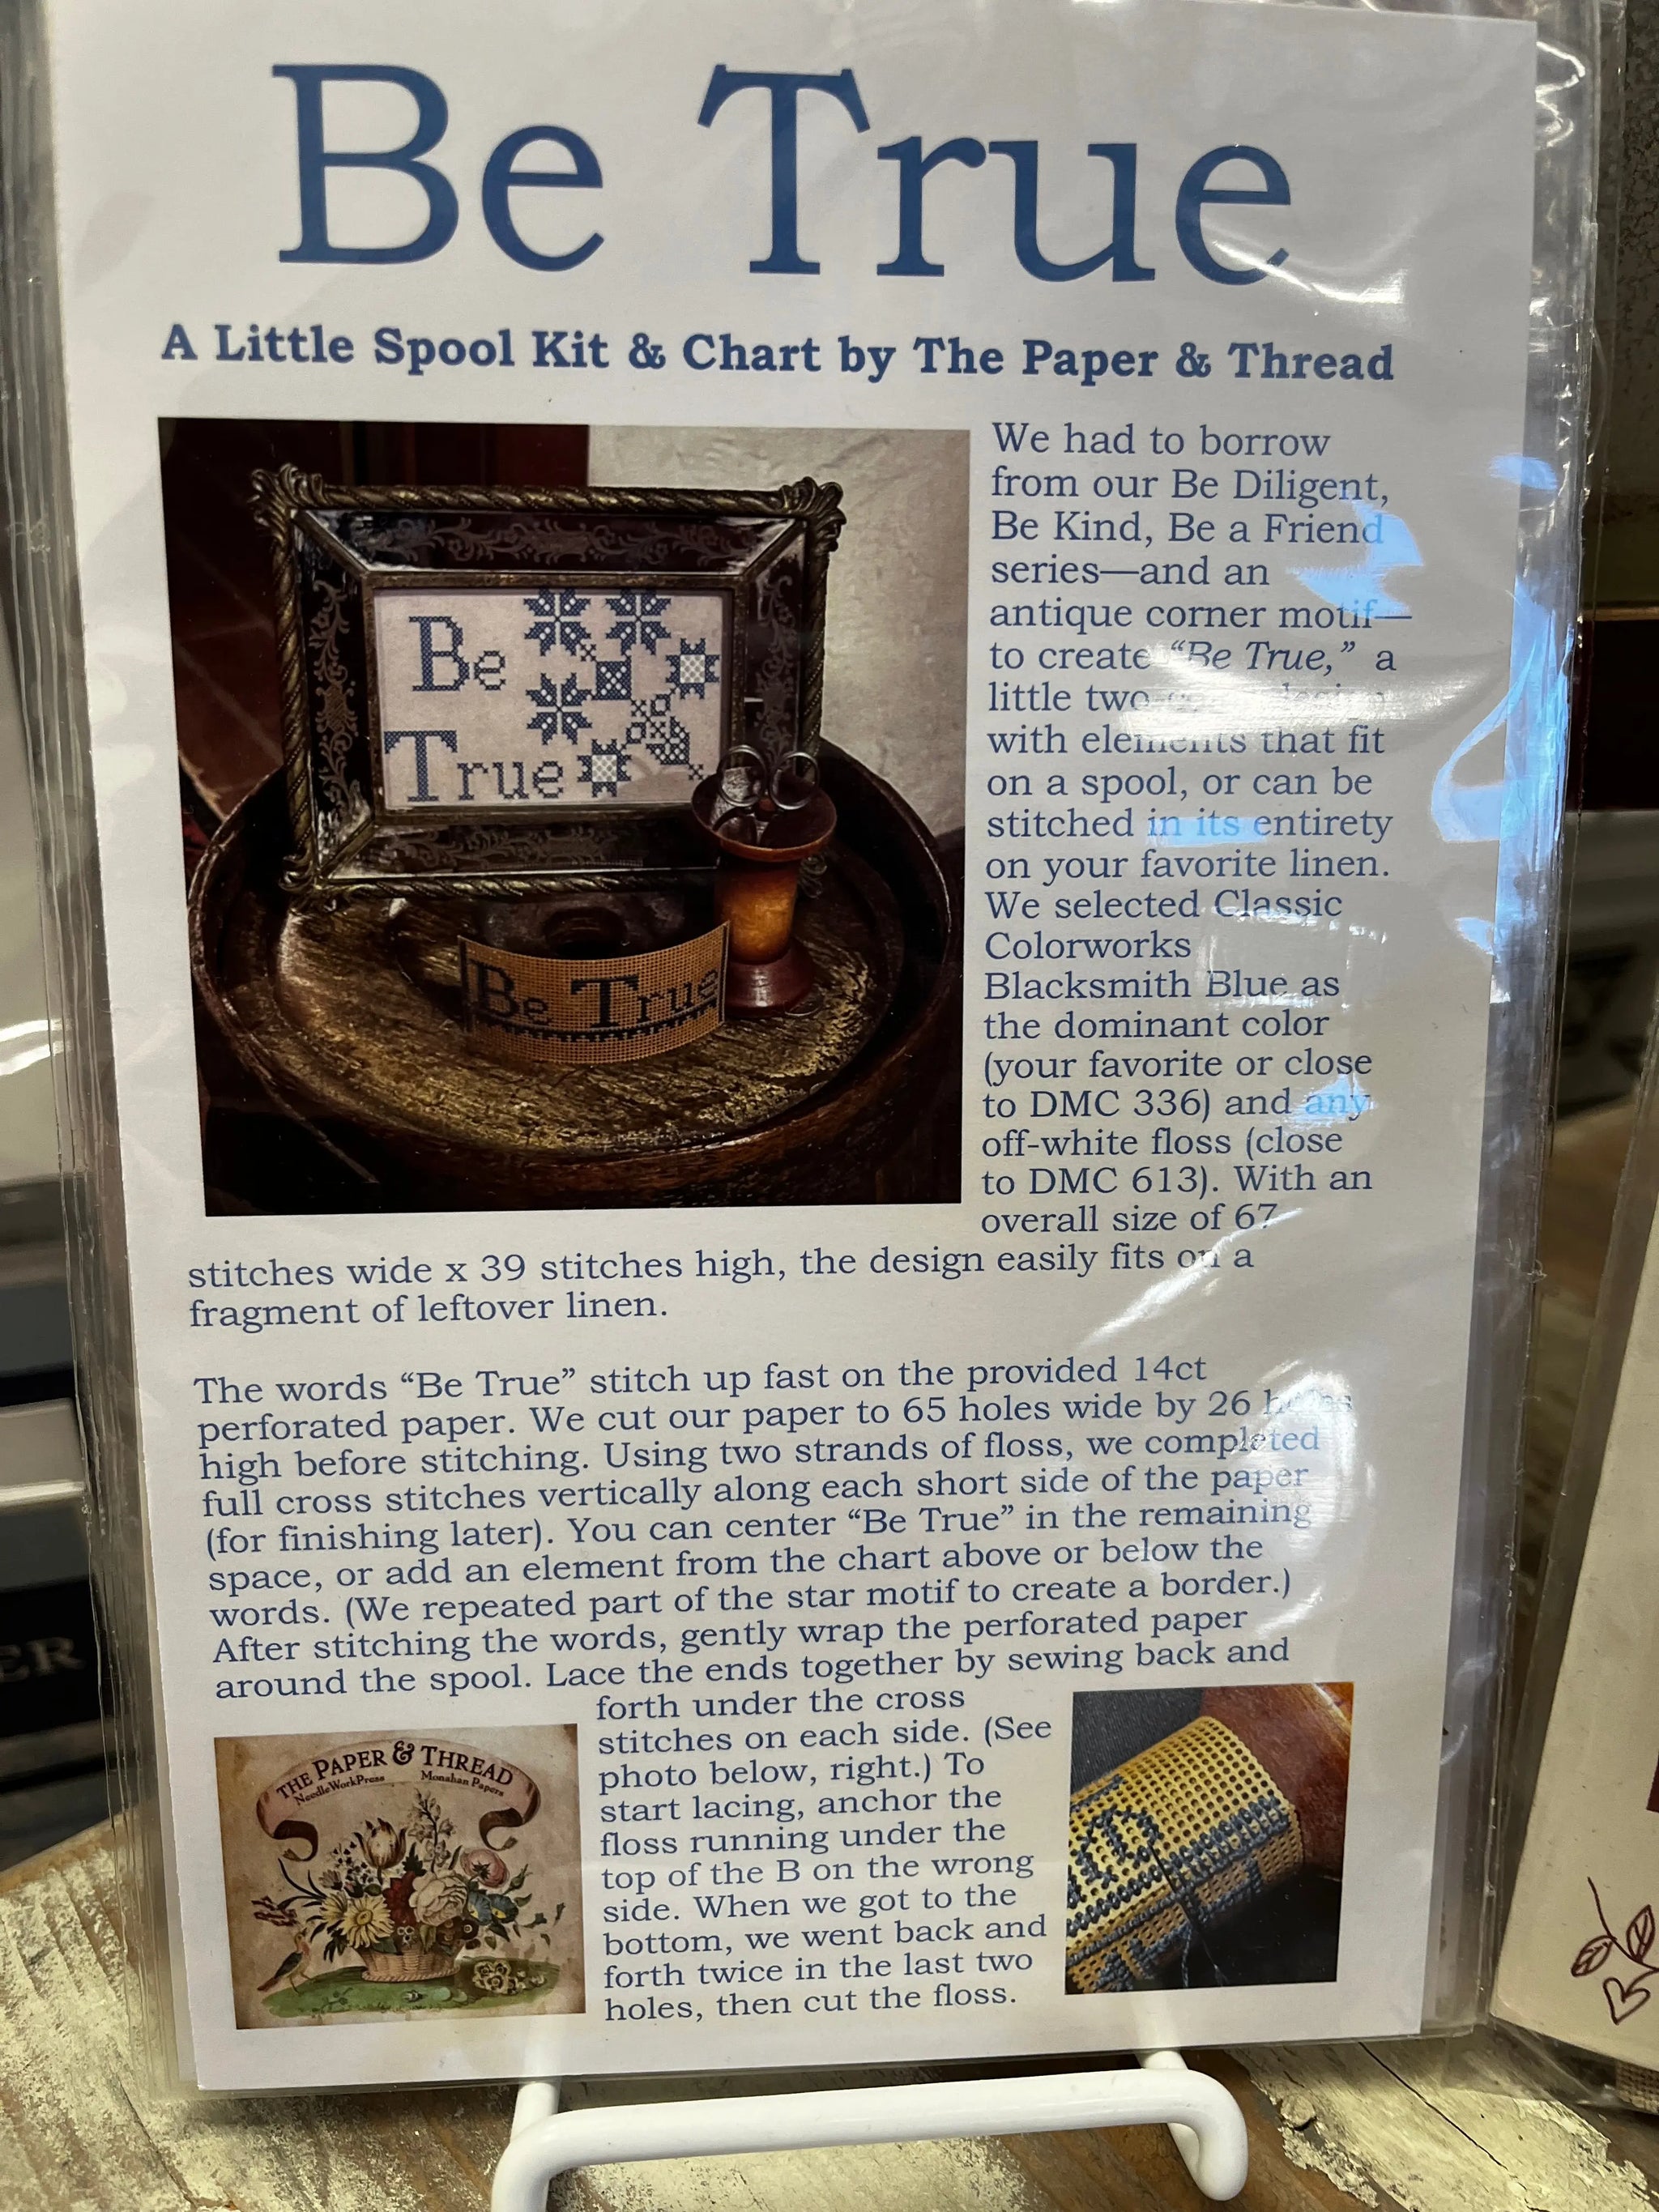 Be True
A Little Spool Kit & Chart by The Paper & Thread
Be
True
Be True
We had to borrow
from our Be Diligent,
Be Kind, Be a Friend
series—and an
antique corner motif—
to create “Be True,” a
little two-
with elements that fit
on a spool, or can be
stitched in its entirety
on your favorite linen.
We selected Classic
Colorworks
Blacksmith Blue as
the dominant color
(your favorite or close
to DMC 336) and any
off-white floss (close
to DMC 613). With an
overall size of 67
stitches wide x 39 stitches high, the design easily fits on a
fragment of leftover linen.
The words “Be True” stitch up fast on the provided 14ct
perforated paper. We cut our paper to 65 holes wide by 26 holes
high before stitching. Using two strands of floss, we completed
full cross stitches vertically along each short side of the paper
(for finishing later). You can center “Be True” in the remaining
space, or add an element from the chart above or below the
words. (We repeated part of the star motif to create a border.)
After stitching the words, gently wrap the perforated paper
around the spool. Lace the ends together by sewing back and
forth under the cross
stitches on each side. (See
photo below, right.) To
start lacing, anchor the
floss running under the
top of the B on the wrong
side. When we got to the
bottom, we went back and
forth twice in the last two
holes, then cut the floss.
THE PAPER & THREAD
NeedleWorkPress Monahan Papers
ER